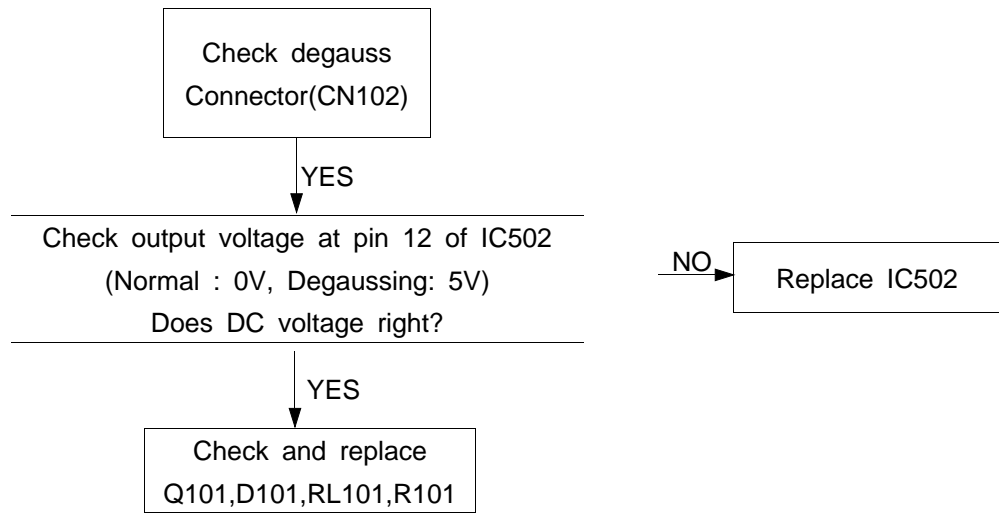 Check degauss
Connector(CN102)
YES
Check output voltage at pin 12 of IC502
(Normal : 0V, Degaussing: 5V)
Does DC voltage right?
NO
Replace IC502
YES
Check and replace
Q101,D101,RL101,R101